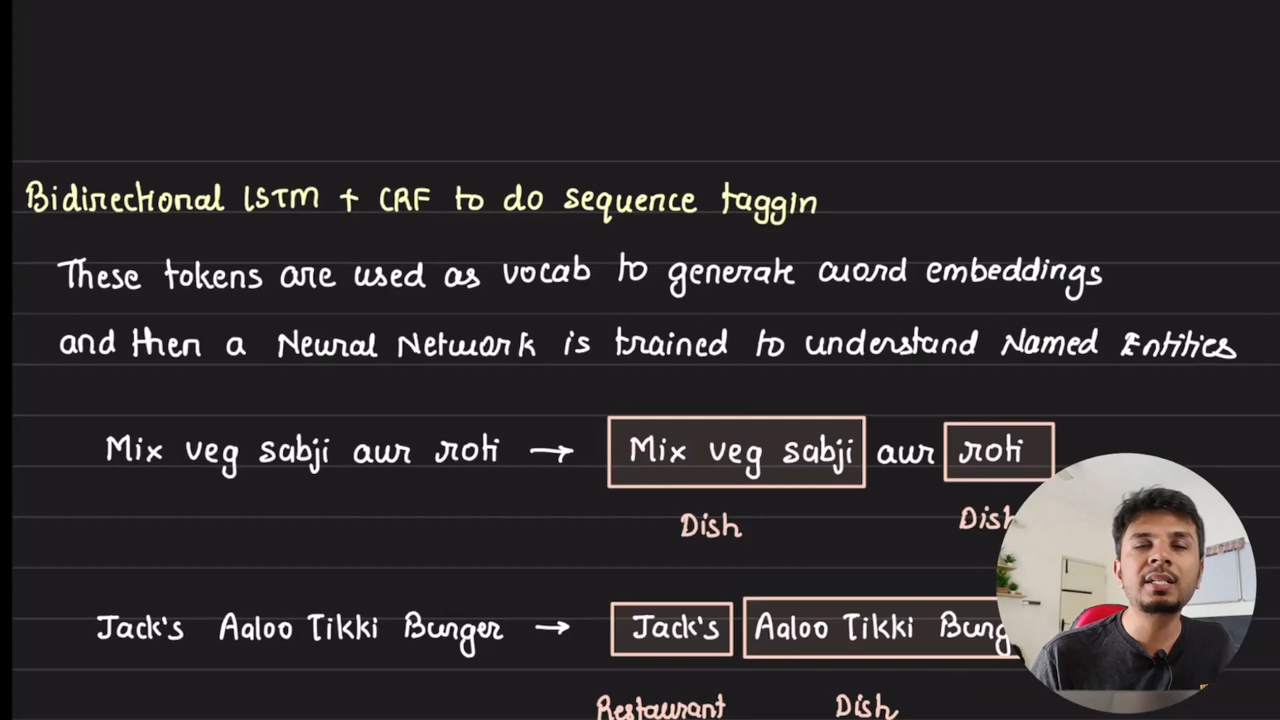 Bidirectional LSTM + CRF to do sequence taggin
These tokens are used as vocab to generate word embeddings
and then a Neural Network is trained to understand Named Entities
Mix veg sabji aur roti → Mix veg sabji aur roti
Dish Dish
Jack's Aaloo Tikki Burger → Jack's Aaloo Tikki Burg
Restaurant Dish